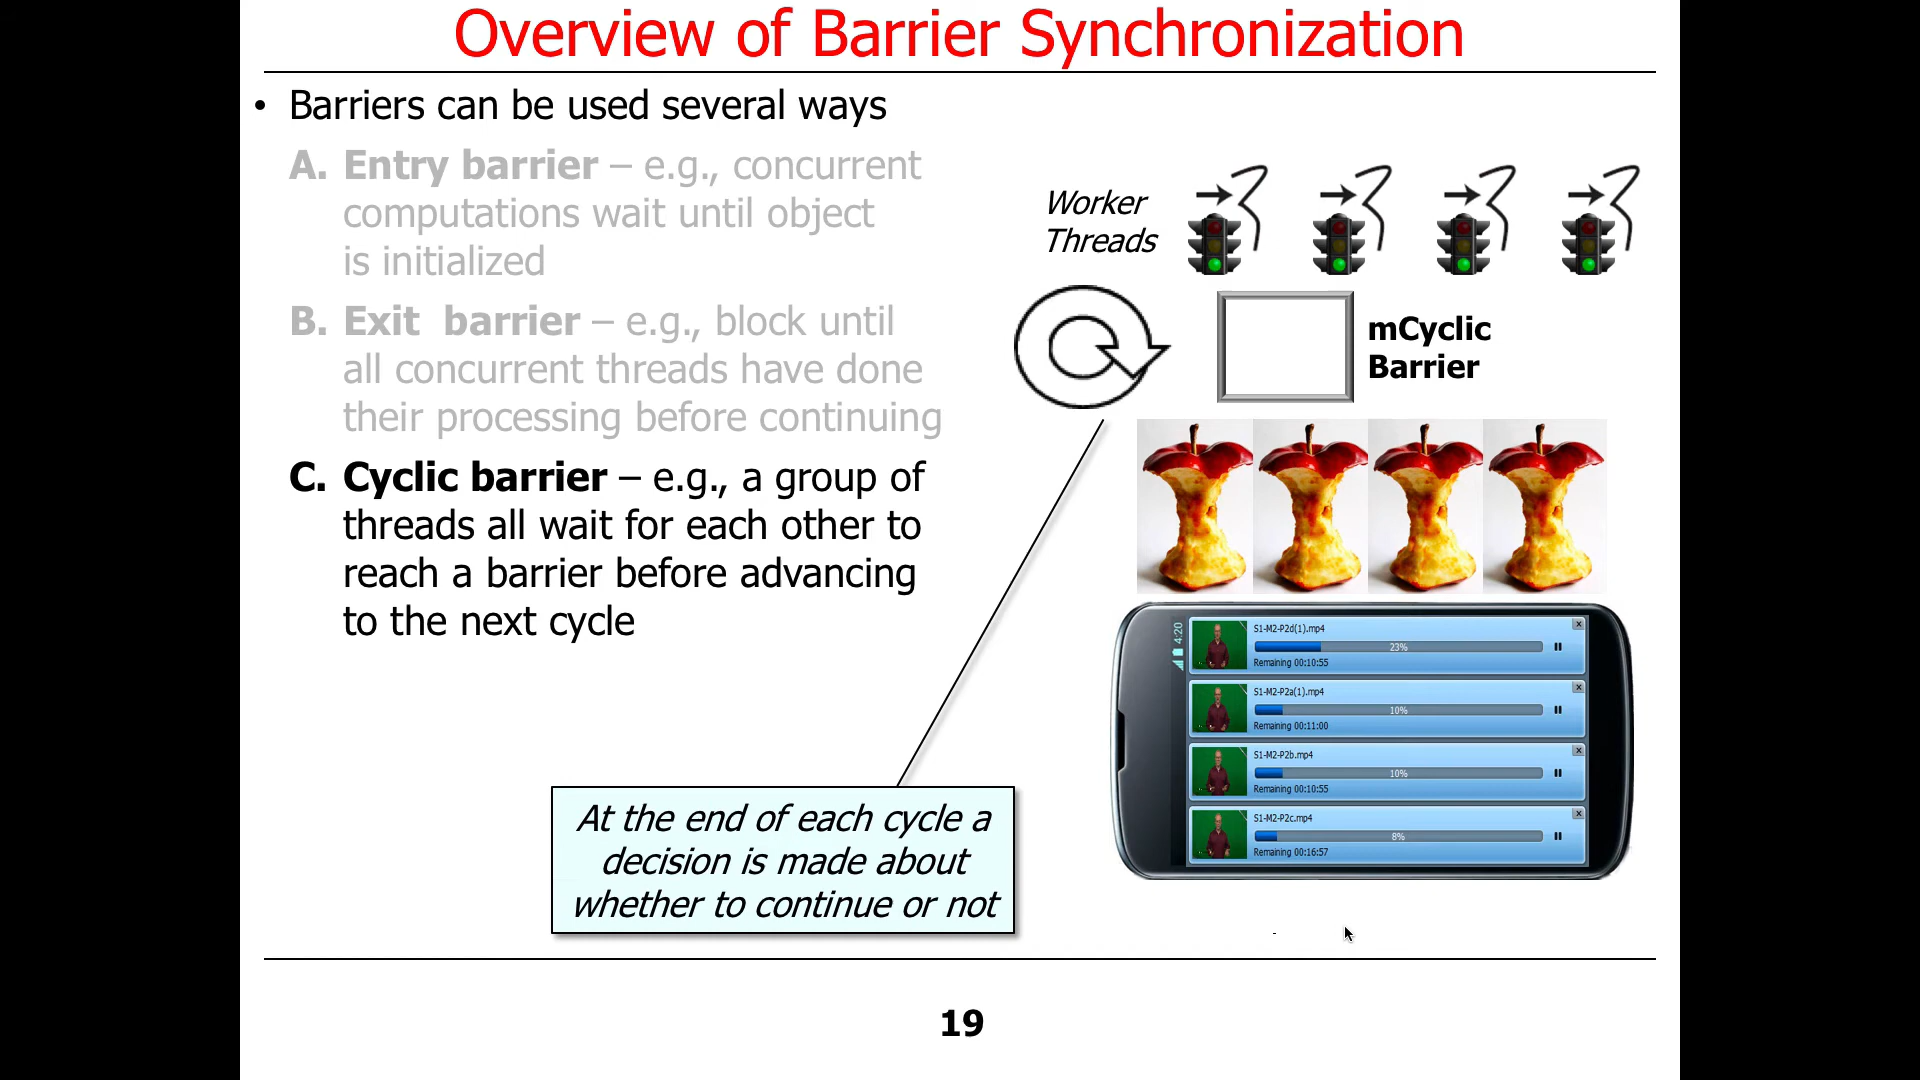 Overview of Barrier Synchronization
• Barriers can be used several ways
A. Entry barrier – e.g., concurrent
computations wait until object
is initialized
B. Exit barrier – e.g., block until
all concurrent threads have done
their processing before continuing
C. Cyclic barrier – e.g., a group of
threads all wait for each other to
reach a barrier before advancing
to the next cycle
Worker
Threads
mCyclic
Barrier
4:20
S1-M2-P2d(1).mp4
23%
Remaining 00:10:55
S1-M2-P2a(1).mp4
10%
Remaining 00:11:00
S1-M2-P2b.mp4
10%
Remaining 00:10:55
S1-M2-P2c.mp4
8%
Remaining 00:16:57
At the end of each cycle a
decision is made about
whether to continue or not
19